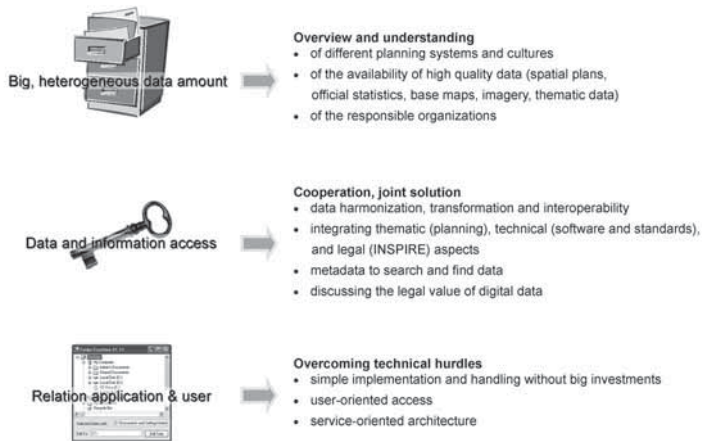 Big, heterogeneous data amount
Overview and understanding
• of different planning systems and cultures
• of the availability of high quality data (spatial plans,
official statistics, base maps, imagery, thematic data)
• of the responsible organizations
Data and information access
Cooperation, joint solution
• data harmonization, transformation and interoperability
• integrating thematic (planning), technical (software and standards),
and legal (INSPIRE) aspects
• metadata to search and find data
• discussing the legal value of digital data
Relation application & user
Overcoming technical hurdles
• simple implementation and handling without big investments
• user-oriented access
• service-oriented architecture